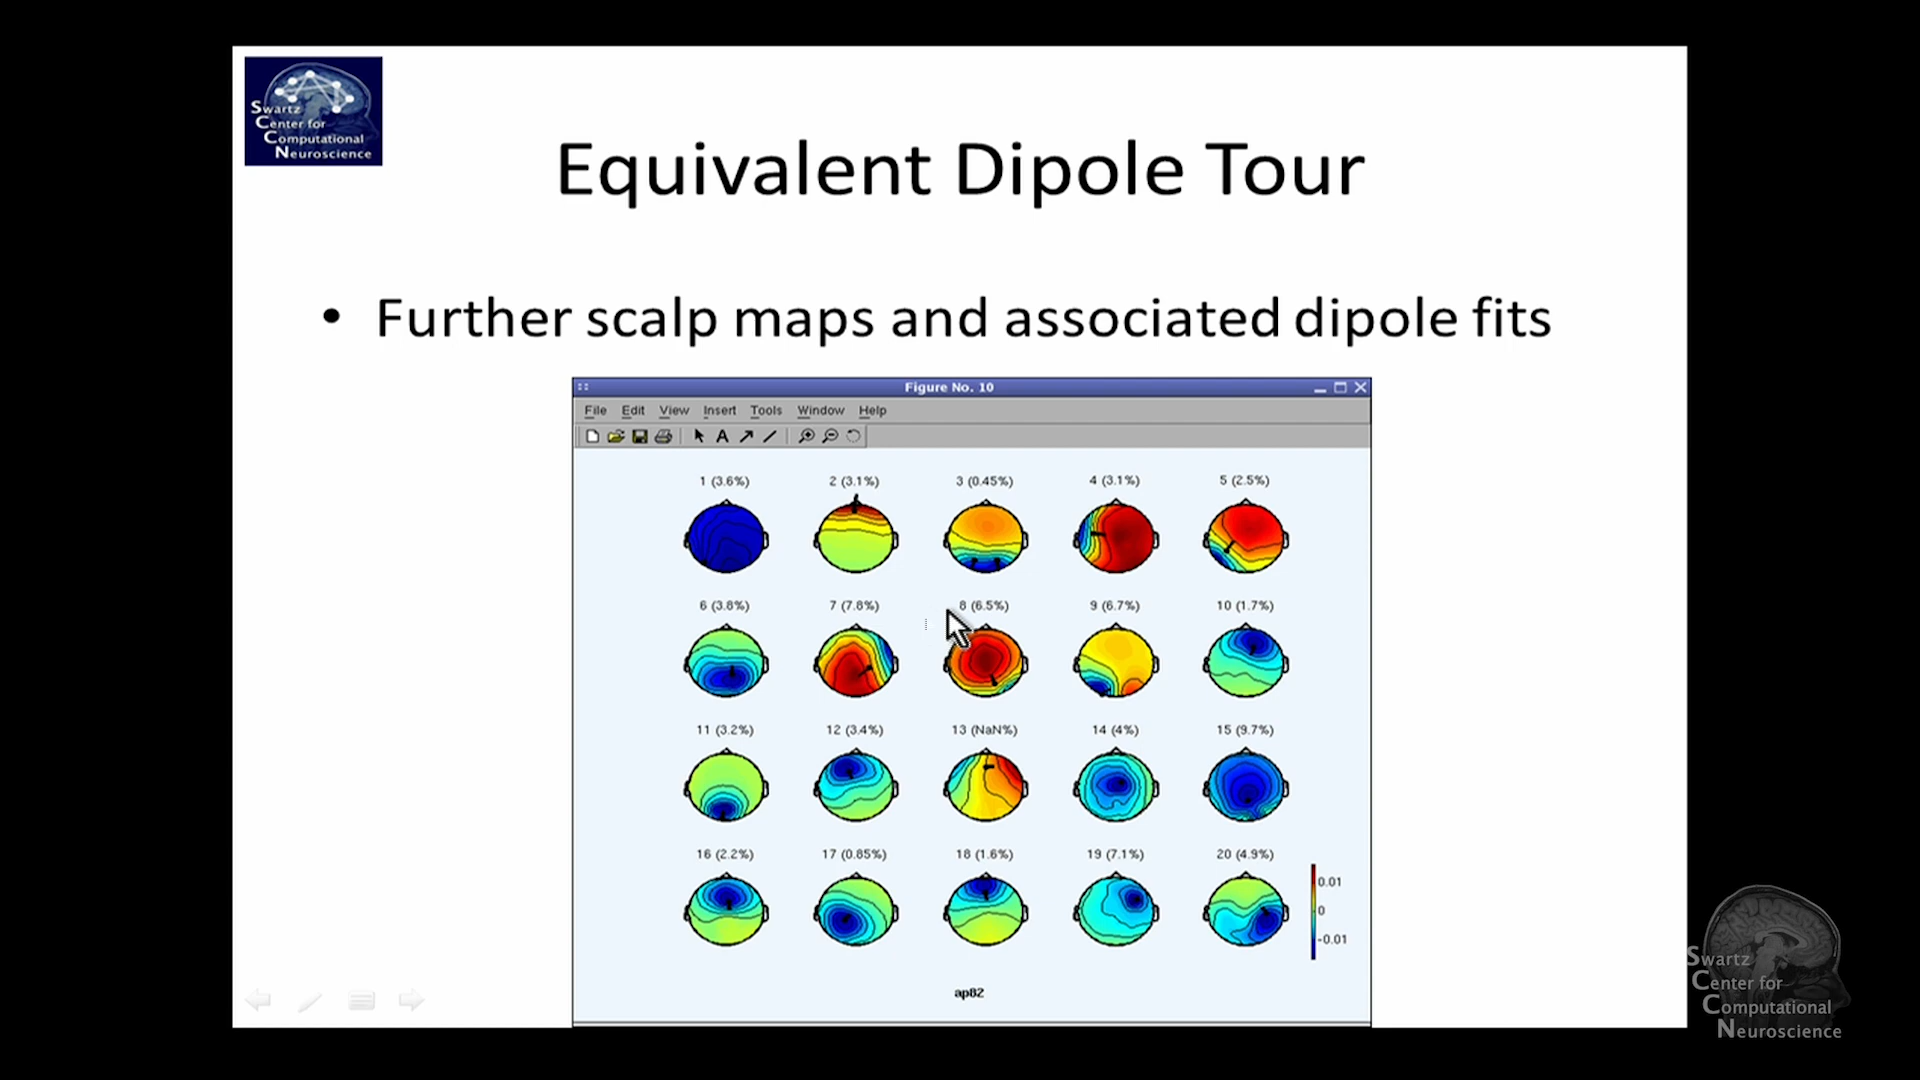 Swartz
Center for
Computational
Neuroscience
Equivalent Dipole Tour
• Further scalp maps and associated dipole fits
Figure No. 10
File Edit View Insert Tools Window Help
A
1 (3.6%) 2 (3.1%) 3 (0.45%) 4 (3.1%) 5 (2.5%)
6 (3.8%) 7 (7.8%) 8 (6.5%) 9 (6.7%) 10 (1.7%)
11 (3.2%) 12 (3.4%) 13 (NaN%) 14 (4%) 15 (9.7%)
16 (2.2%) 17 (0.85%) 18 (1.6%) 19 (7.1%) 20 (4.9%)
0.01
0
-0.01
ap82
Swartz
Center for
Computational
Neuroscience